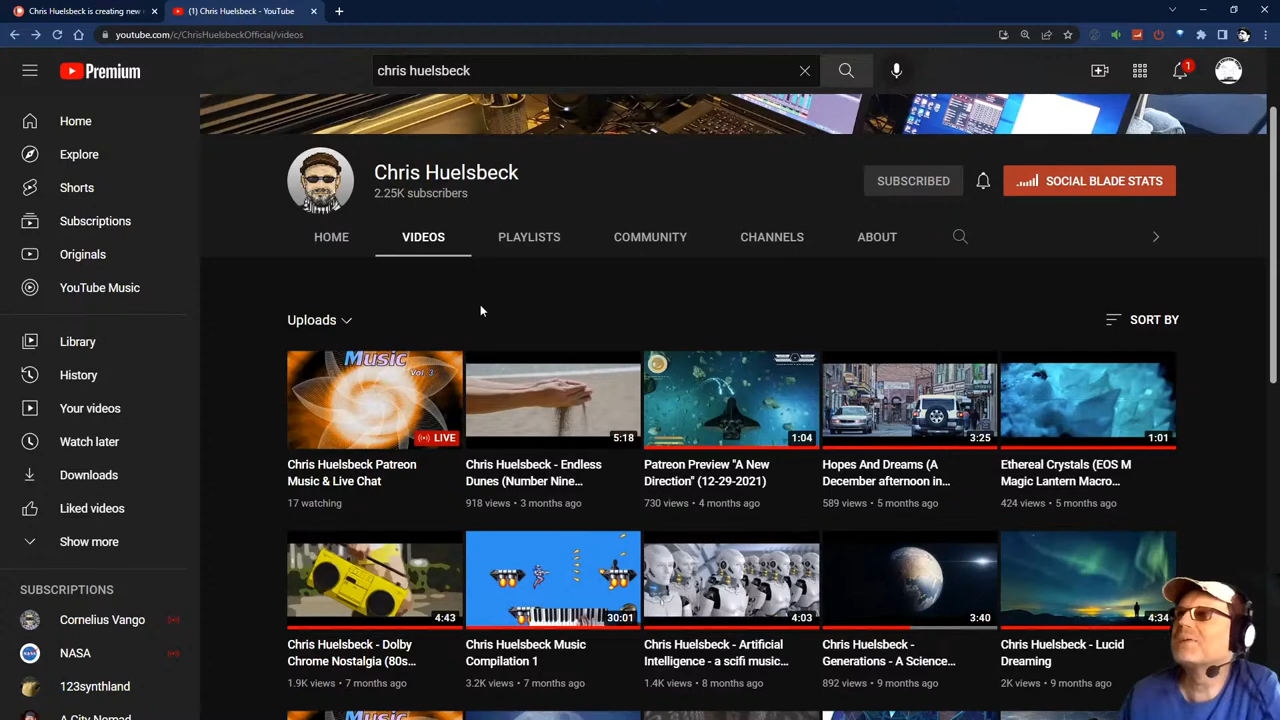 Chris Huelsbeck is creating new
(1) Chris Huelsbeck - YouTube
youtube.com/c/ChrisHuelsbeckOfficial/videos
Premium
chris huelsbeck
1
Home
Explore
Shorts
Subscriptions
Originals
YouTube Music
Library
History
Your videos
Watch later
Downloads
Liked videos
Show more
SUBSCRIPTIONS
Cornelius Vango
NASA
123synthland
A City Nomad
Chris Huelsbeck
2.25K subscribers
SUBSCRIBED
SOCIAL BLADE STATS
HOME
VIDEOS
PLAYLISTS
COMMUNITY
CHANNELS
ABOUT
Uploads
SORT BY
Music
Vol. 3
LIVE
Chris Huelsbeck Patreon
Music & Live Chat
17 watching
5:18
Chris Huelsbeck - Endless
Dunes (Number Nine...
918 views • 3 months ago
1:04
Patreon Preview "A New
Direction" (12-29-2021)
730 views • 4 months ago
3:25
Hopes And Dreams (A
December afternoon in...
589 views • 5 months ago
1:01
Ethereal Crystals (EOS M
Magic Lantern Macro...
424 views • 5 months ago
4:43
Chris Huelsbeck - Dolby
Chrome Nostalgia (80s...
1.9K views • 7 months ago
30:01
Chris Huelsbeck Music
Compilation 1
3.2K views • 7 months ago
4:03
Chris Huelsbeck - Artificial
Intelligence - a scifi music...
1.4K views • 8 months ago
3:40
Chris Huelsbeck -
Generations - A Science...
892 views • 9 months ago
4:34
Chris Huelsbeck - Lucid
Dreaming
2K views • 9 months
Music
Music